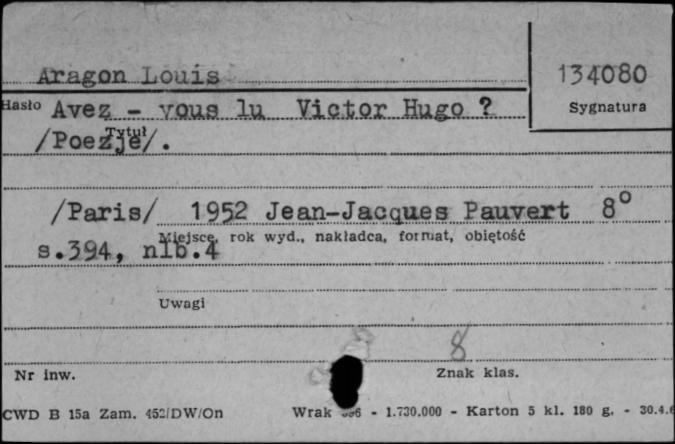 Aragon Louis
134080
Sygnatura
Hasło Avez - vous lu Victor Hugo ?
Tytuł
/Poezje/.
/Paris/ 1952 Jean-Jacques Pauvert 8°
Miejsce, rok wyd., nakładca, format, objętość
s.394, nlb.4
Uwagi
8
Nr inw.
Znak klas.
CWD B 15a Zam. 452/DW/On
Wrak - 1.730.000 - Karton 5 kl. 180 g. - 30.4.6